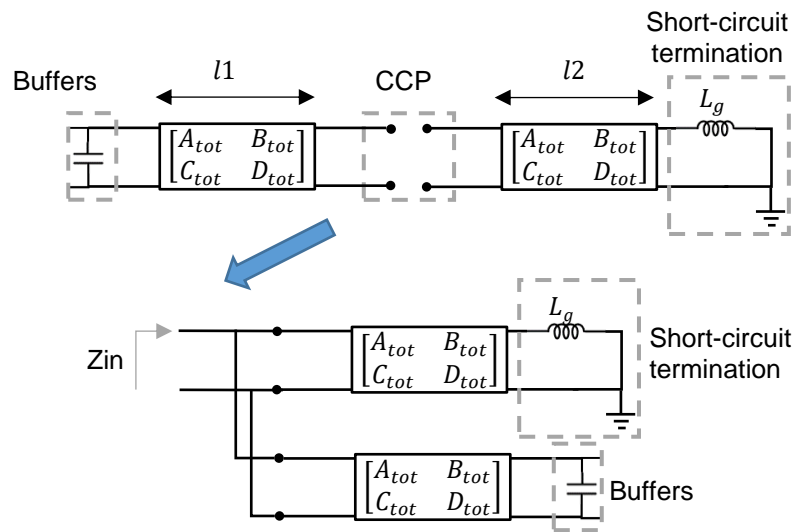 Short-circuit
termination
Buffers
l1
CCP
l2
L_g
[A_tot B_tot
C_tot D_tot]
[A_tot B_tot
C_tot D_tot]
L_g
Short-circuit
termination
Zin
[A_tot B_tot
C_tot D_tot]
[A_tot B_tot
C_tot D_tot]
Buffers